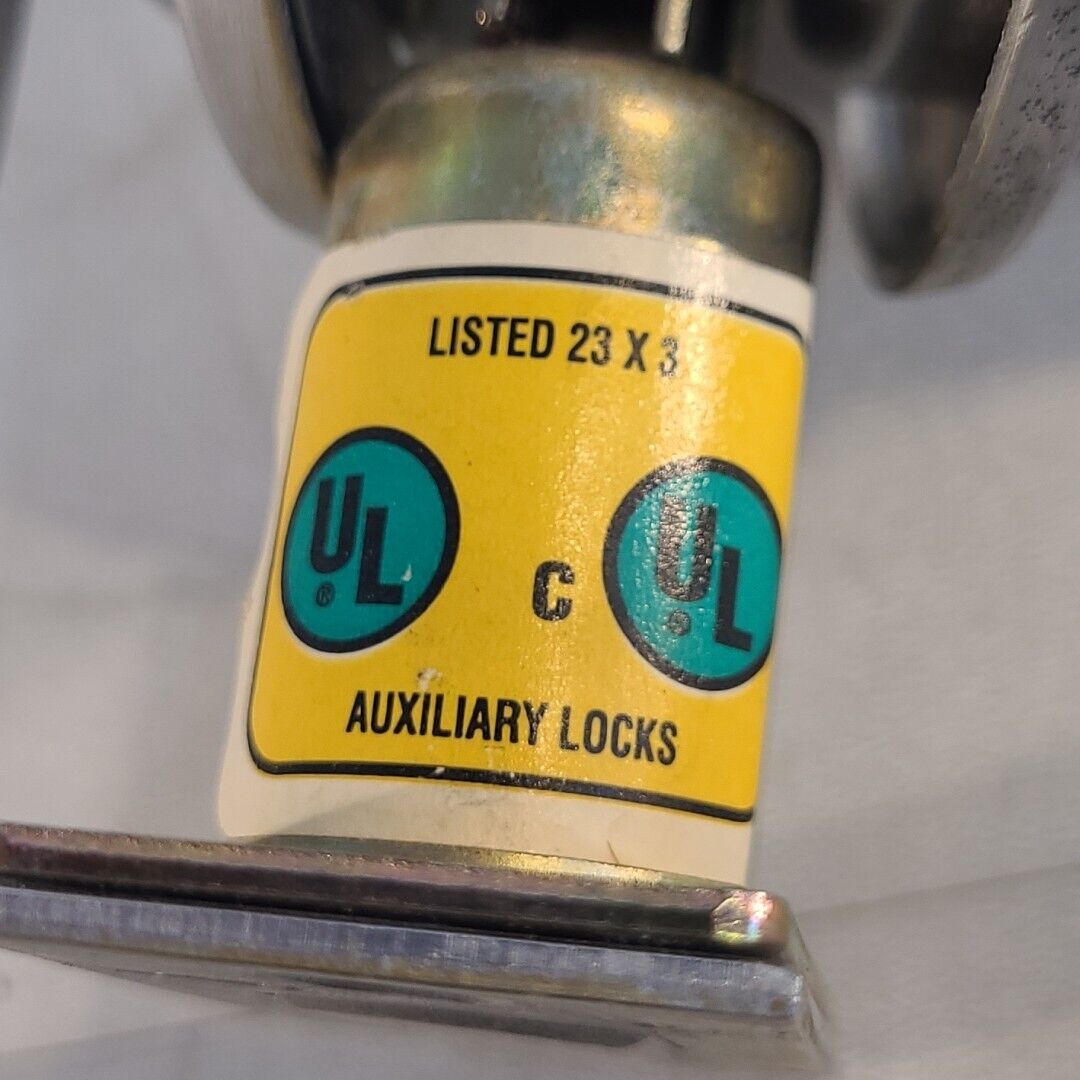 LISTED 23 X 3
UL ®
C
UL ®
AUXILIARY LOCKS